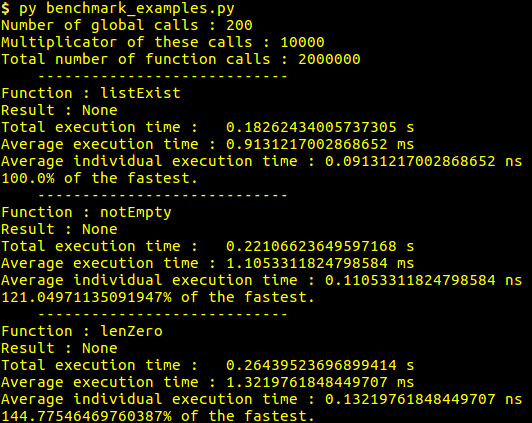 $ py benchmark_examples.py
Number of global calls : 200
Multiplicator of these calls : 10000
Total number of function calls : 2000000
    ----------------------------
Function : listExist
Result : None
Total execution time :   0.18262434005737305 s
Average execution time : 0.9131217002868652 ms
Average individual execution time : 0.09131217002868652 ns
100.0% of the fastest.
    ----------------------------
Function : notEmpty
Result : None
Total execution time :   0.22106623649597168 s
Average execution time : 1.1053311824798584 ms
Average individual execution time : 0.11053311824798584 ns
121.04971135091947% of the fastest.
    ----------------------------
Function : lenZero
Result : None
Total execution time :   0.26439523696899414 s
Average execution time : 1.3219761848449707 ms
Average individual execution time : 0.13219761848449707 ns
144.77546469760387% of the fastest.